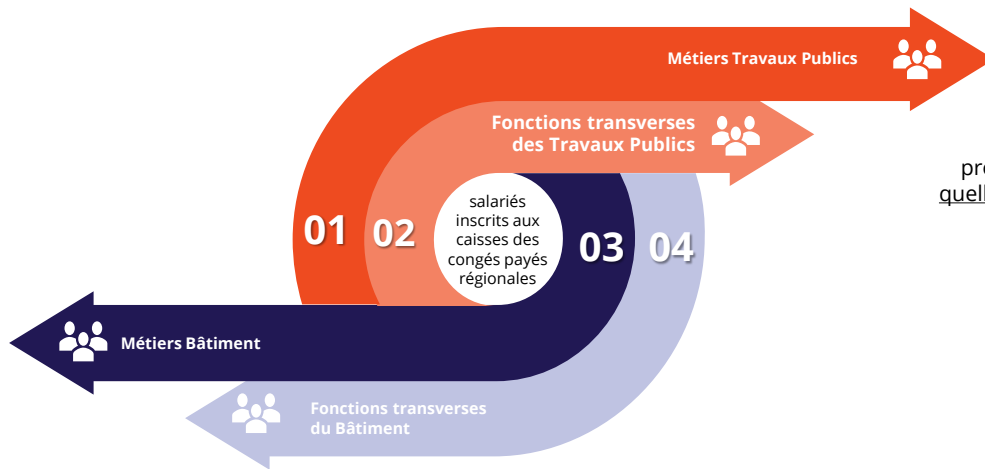 Métiers Travaux Publics
Fonctions transverses
des Travaux Publics
01
02
salariés
inscrits aux
caisses des
congés payés
régionales
03
04
Métiers Bâtiment
Fonctions transverses
du Bâtiment